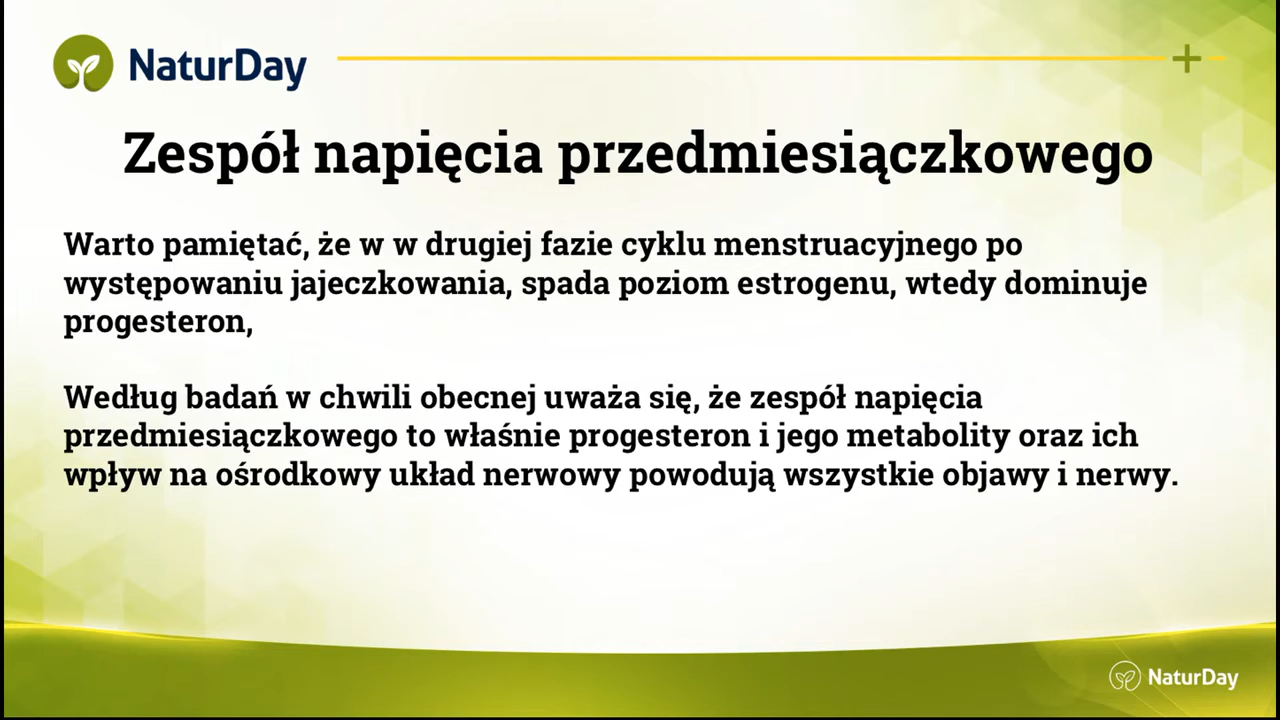 NaturDay
Zespół napięcia przedmiesiączkowego
Warto pamiętać, że w w drugiej fazie cyklu menstruacyjnego po
występowaniu jajeczkowania, spada poziom estrogenu, wtedy dominuje
progesteron,
Według badań w chwili obecnej uważa się, że zespół napięcia
przedmiesiączkowego to właśnie progesteron i jego metabolity oraz ich
wpływ na ośrodkowy układ nerwowy powodują wszystkie objawy i nerwy.
NaturDay